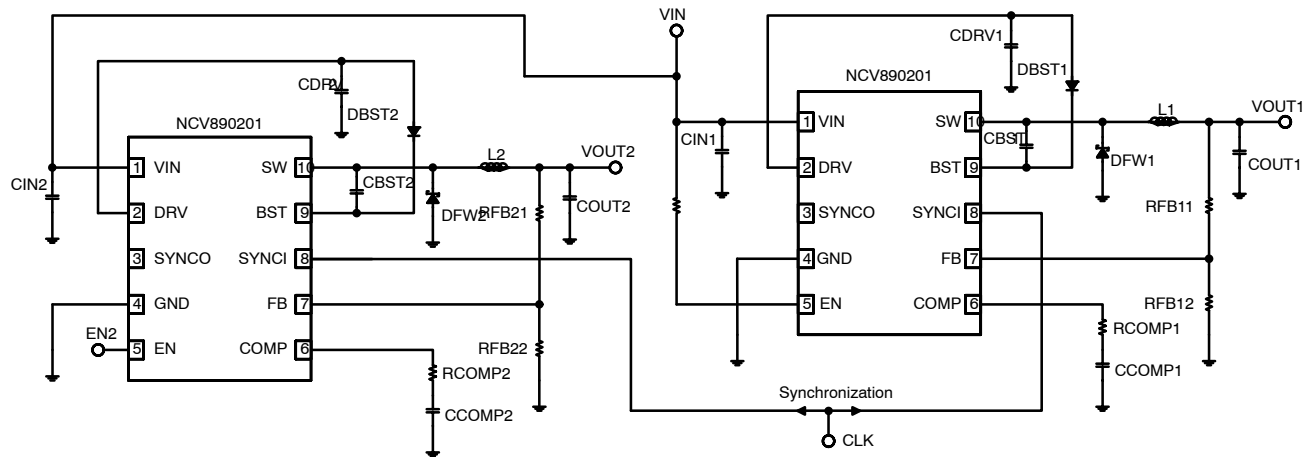 VIN
CDRV1
DBST1
NCV890201
1 VIN SW 10
L1
VOUT1
CIN1
CBST1
DFW1
COUT1
2 DRV BST 9
3 SYNCO SYNCI 8
RFB11
4 GND FB 7
5 EN COMP 6
RFB12
RCOMP1
CCOMP1
CDRV2
DBST2
NCV890201
1 VIN SW 10
L2
VOUT2
CIN2
CBST2
DFW2
RFB21
COUT2
2 DRV BST 9
3 SYNCO SYNCI 8
4 GND FB 7
EN2
5 EN COMP 6
RFB22
RCOMP2
CCOMP2
Synchronization
CLK